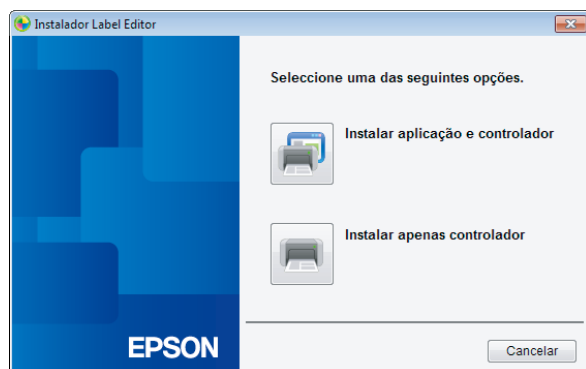 Instalador Label Editor
Seleccione uma das seguintes opções.
Instalar aplicação e controlador
Instalar apenas controlador
EPSON
Cancelar